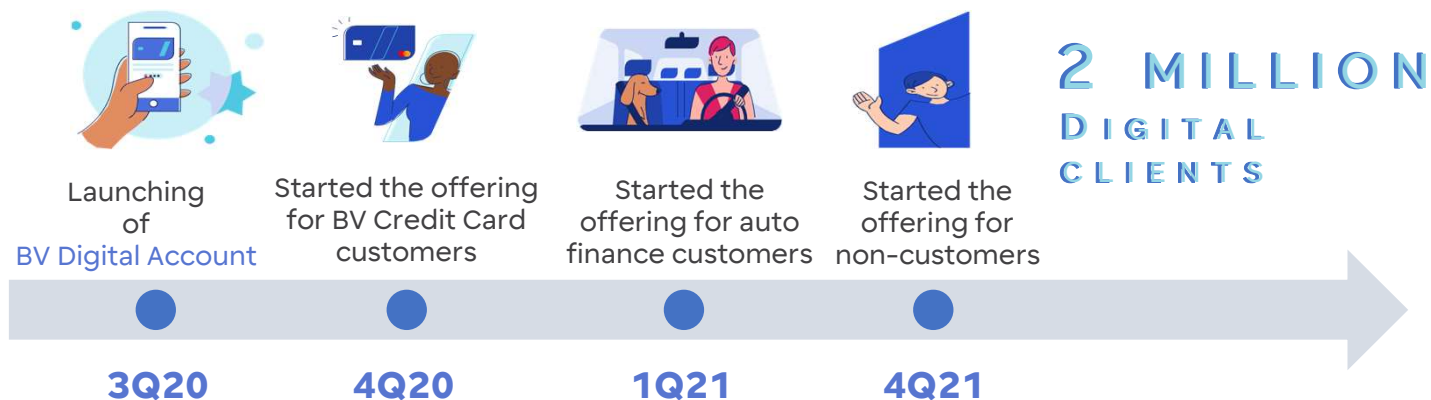 Launching
of
BV Digital Account
Started the offering
for BV Credit Card
customers
Started the
offering for auto
finance customers
Started the
offering for
non-customers
2 MILLION
DIGITAL
CLIENTS
3Q20
4Q20
1Q21
4Q21